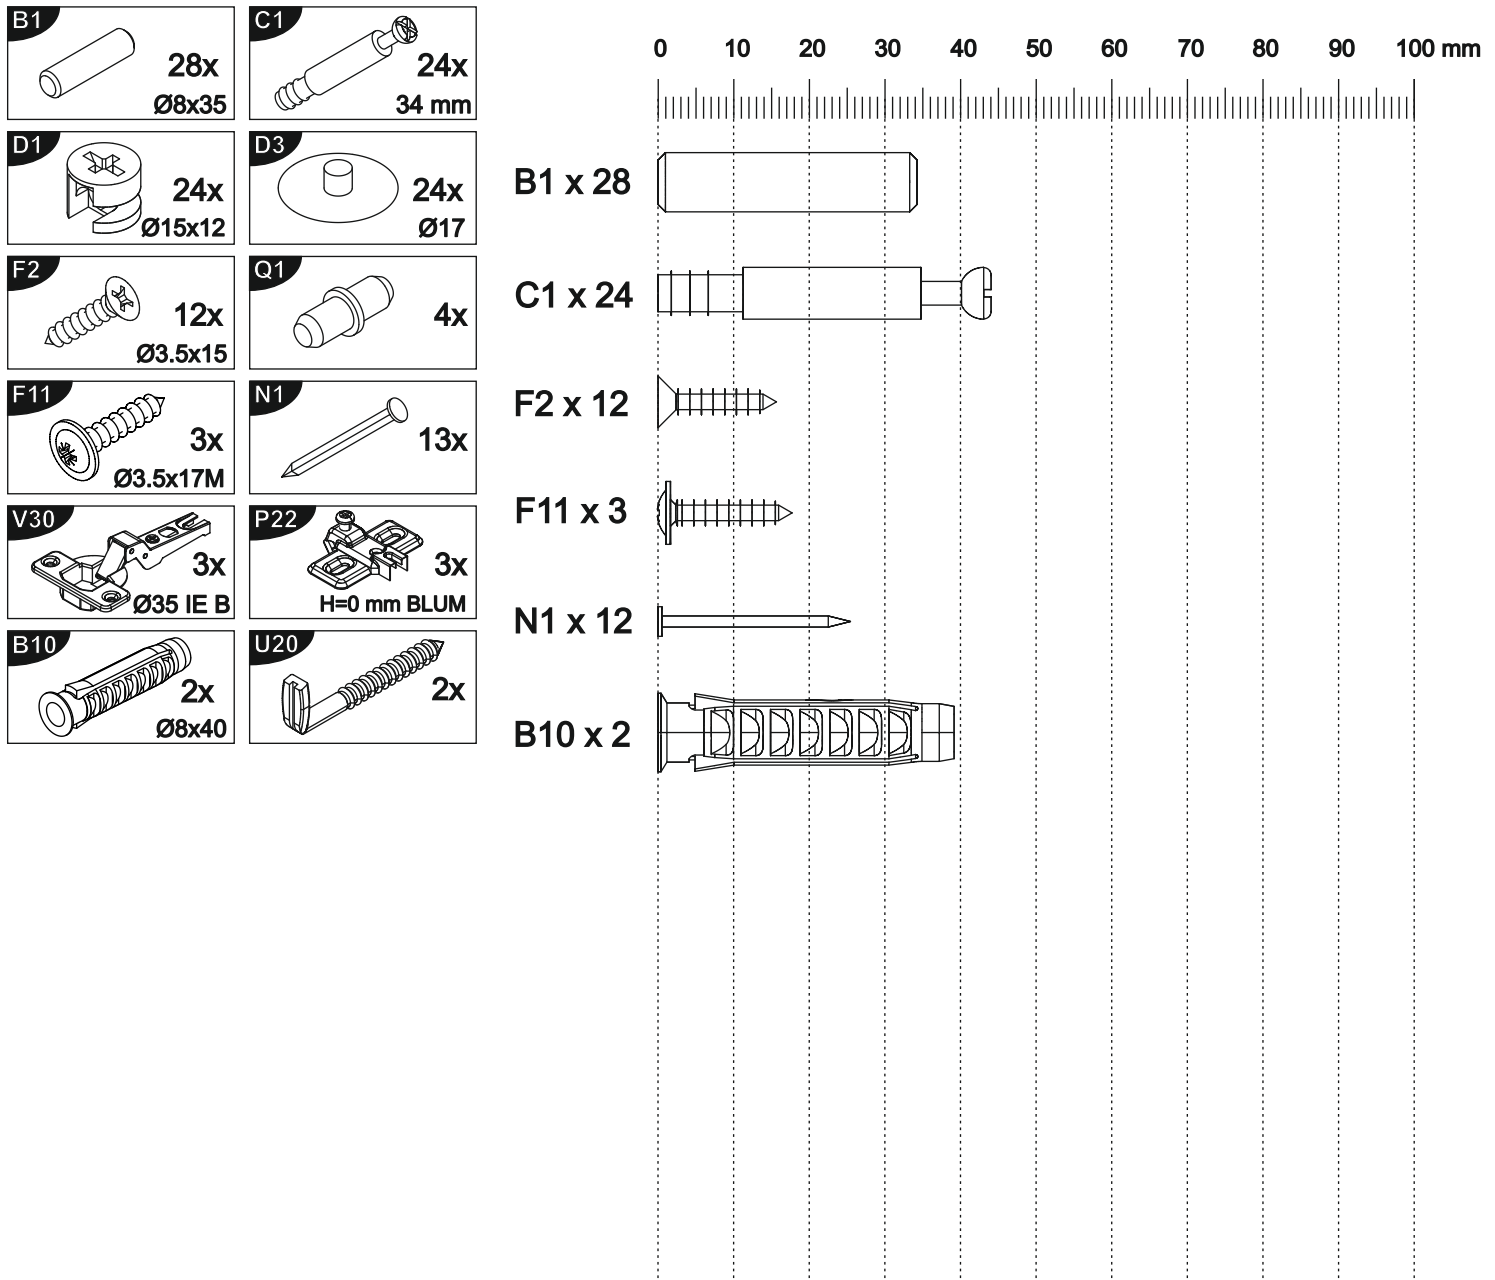 B1
28x
Ø8x35
C1
24x
34 mm
D1
24x
Ø15x12
D3
24x
Ø17
F2
12x
Ø3.5x15
Q1
4x
F11
3x
Ø3.5x17M
N1
13x
V30
3x
Ø35 IE B
P22
3x
H=0 mm BLUM
B10
2x
Ø8x40
U20
2x
0 10 20 30 40 50 60 70 80 90 100 mm
B1 x 28
C1 x 24
F2 x 12
F11 x 3
N1 x 12
B10 x 2